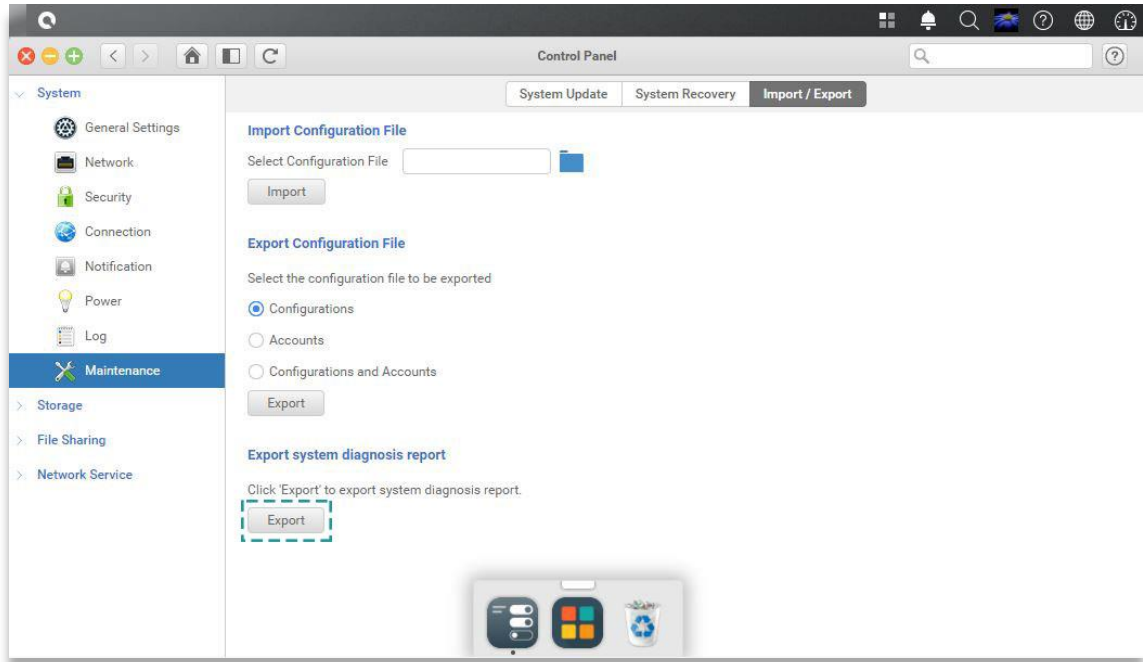 Control Panel
System
System Update
System Recovery
Import / Export
General Settings
Network
Security
Connection
Notification
Power
Log
Maintenance
Storage
File Sharing
Network Service
Import Configuration File
Select Configuration File
Import
Export Configuration File
Select the configuration file to be exported
Configurations
Accounts
Configurations and Accounts
Export
Export system diagnosis report
Click 'Export' to export system diagnosis report.
Export